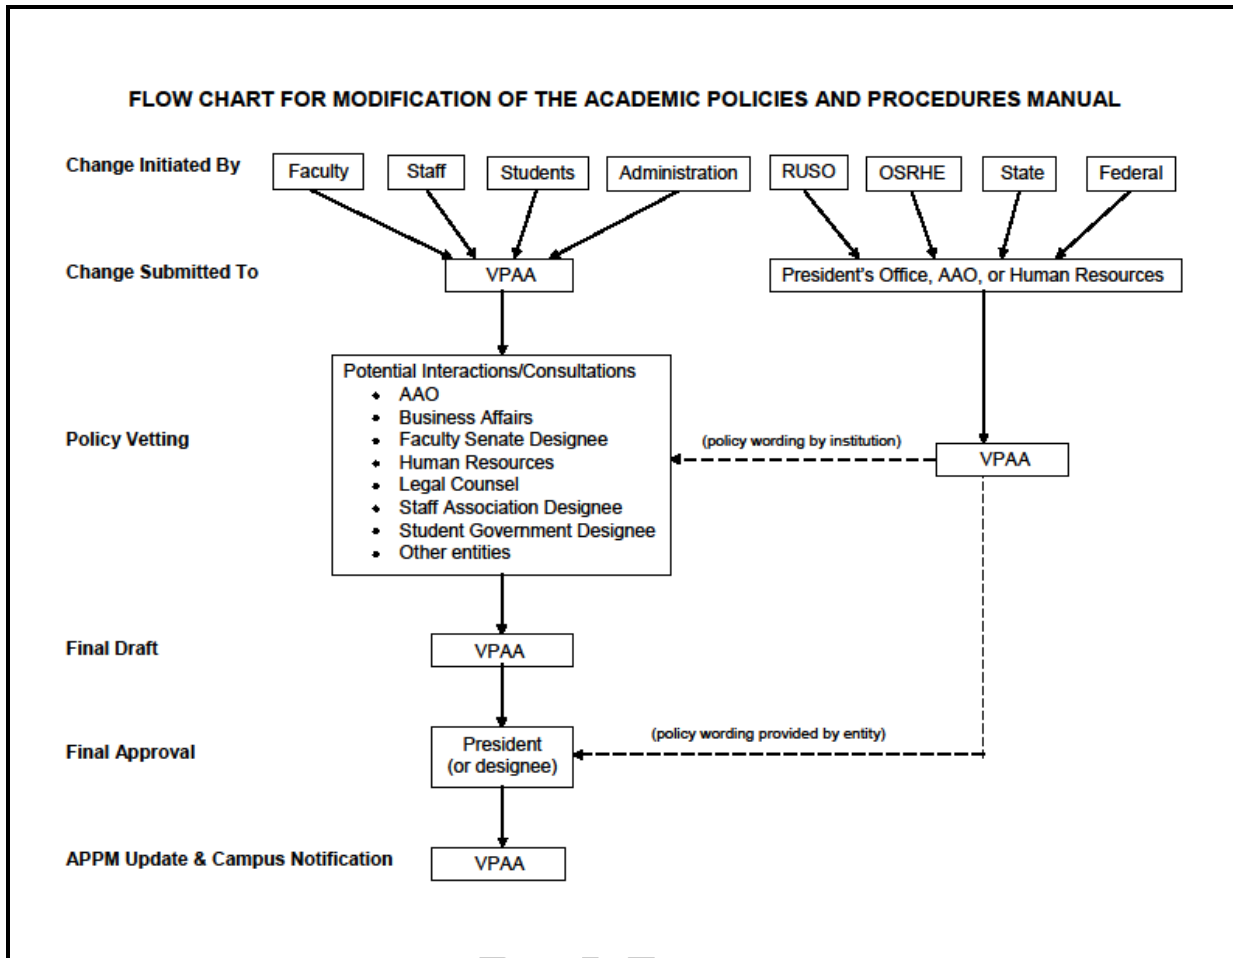 FLOW CHART FOR MODIFICATION OF THE ACADEMIC POLICIES AND PROCEDURES MANUAL
Change Initiated By
Faculty
Staff
Students
Administration
RUSO
OSRHE
State
Federal
Change Submitted To
VPAA
President's Office, AAO, or Human Resources
Policy Vetting
Potential Interactions/Consultations
• AAO
• Business Affairs
• Faculty Senate Designee
• Human Resources
• Legal Counsel
• Staff Association Designee
• Student Government Designee
• Other entities
(policy wording by institution)
VPAA
Final Draft
VPAA
Final Approval
President
(or designee)
(policy wording provided by entity)
APPM Update & Campus Notification
VPAA